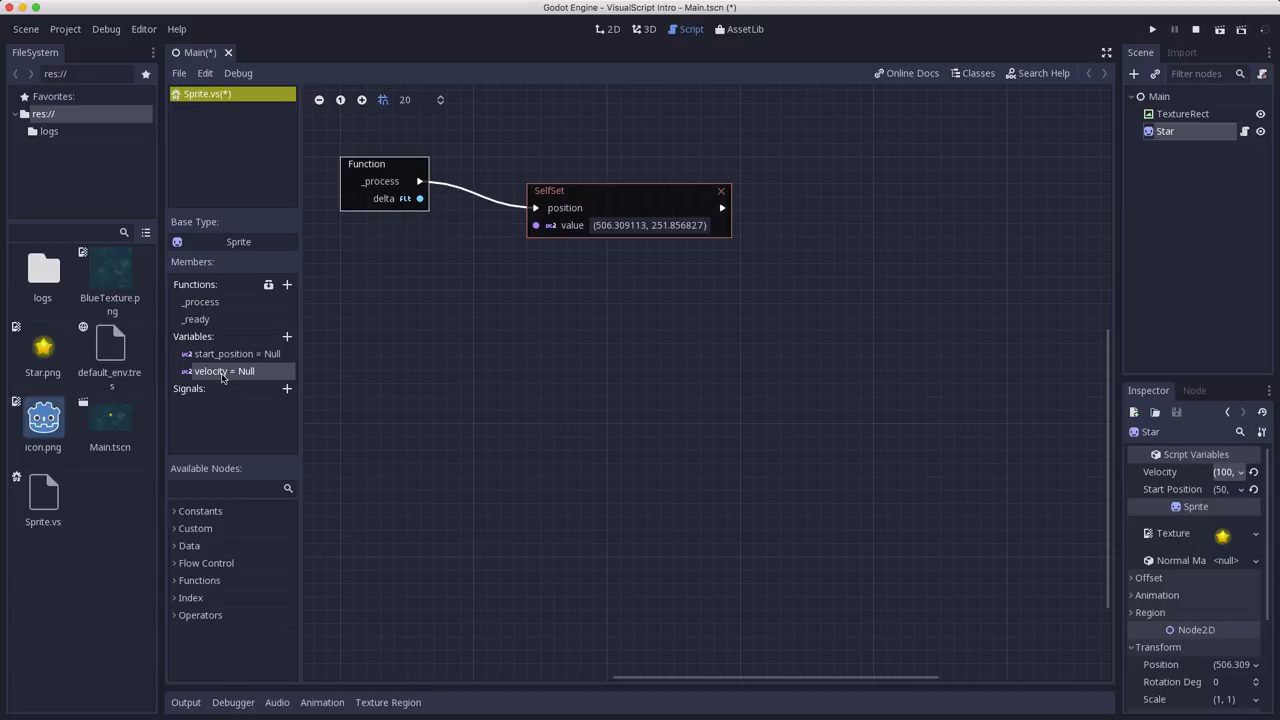 Godot Engine - VisualScript Intro - Main.tscn (*)
Scene Project Debug Editor Help
2D 3D Script AssetLib
FileSystem
res://
Favorites:
res://
logs
logs
BlueTexture.p
ng
Star.png
default_env.tre
s
icon.png
Main.tscn
Sprite.vs
Main(*)
File Edit Debug
Online Docs Classes Search Help
Sprite.vs(*)
Base Type:
Sprite
Members:
Functions:
_process
_ready
Variables:
start_position = Null
velocity = Null
Signals:
Available Nodes:
Constants
Custom
Data
Flow Control
Functions
Index
Operators
20
Function
_process
delta flt
SelfSet
position
vc2 value (506.309113, 251.856827)
Output Debugger Audio Animation Texture Region
Scene Import
Filter nodes
Main
TextureRect
Star
Inspector Node
Star
Script Variables
Velocity (100,
Start Position (50,
Sprite
Texture
Normal Ma <null>
Offset
Animation
Region
Node2D
Transform
Position (506.309
Rotation Deg 0
Scale (1, 1)